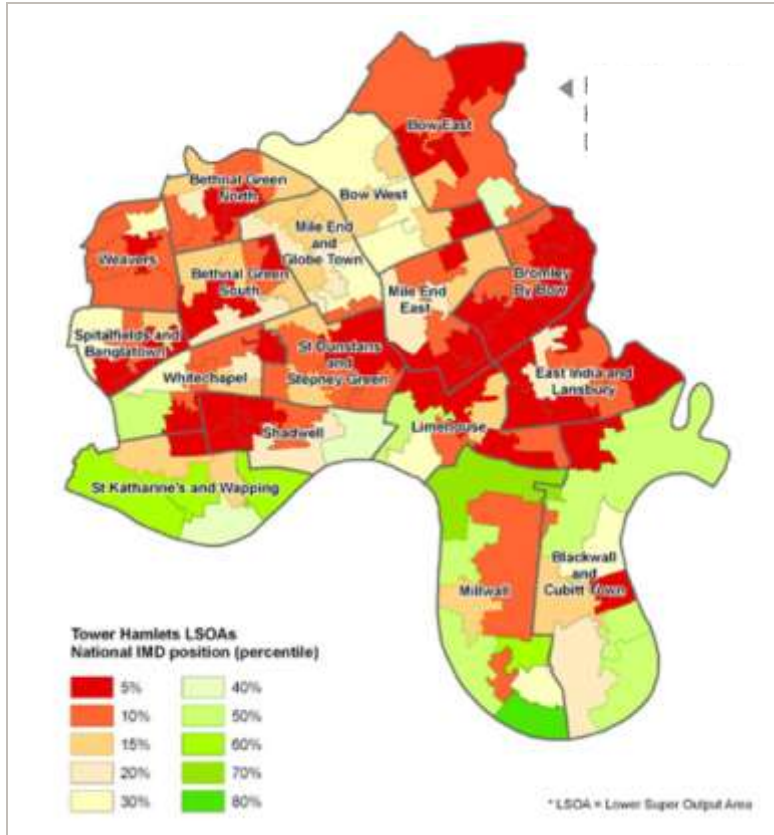 Bow East
Bethnal Green
North
Bow West
Mile End
and
Globe Town
Weavers
Bethnal Green
South
Bromley
By Bow
Mile End
East
Spitalfields and
Banglatown
St Dunstans
and
Stepney Green
Whitechapel
East India and
Lansbury
Limehouse
Shadwell
St Katharine's and Wapping
Blackwall
and
Cubitt Town
Millwall
Tower Hamlets LSOAs
National IMD position (percentile)
5% 40%
10% 50%
15% 60%
20% 70%
30% 80%
* LSOA = Lower Super Output Area